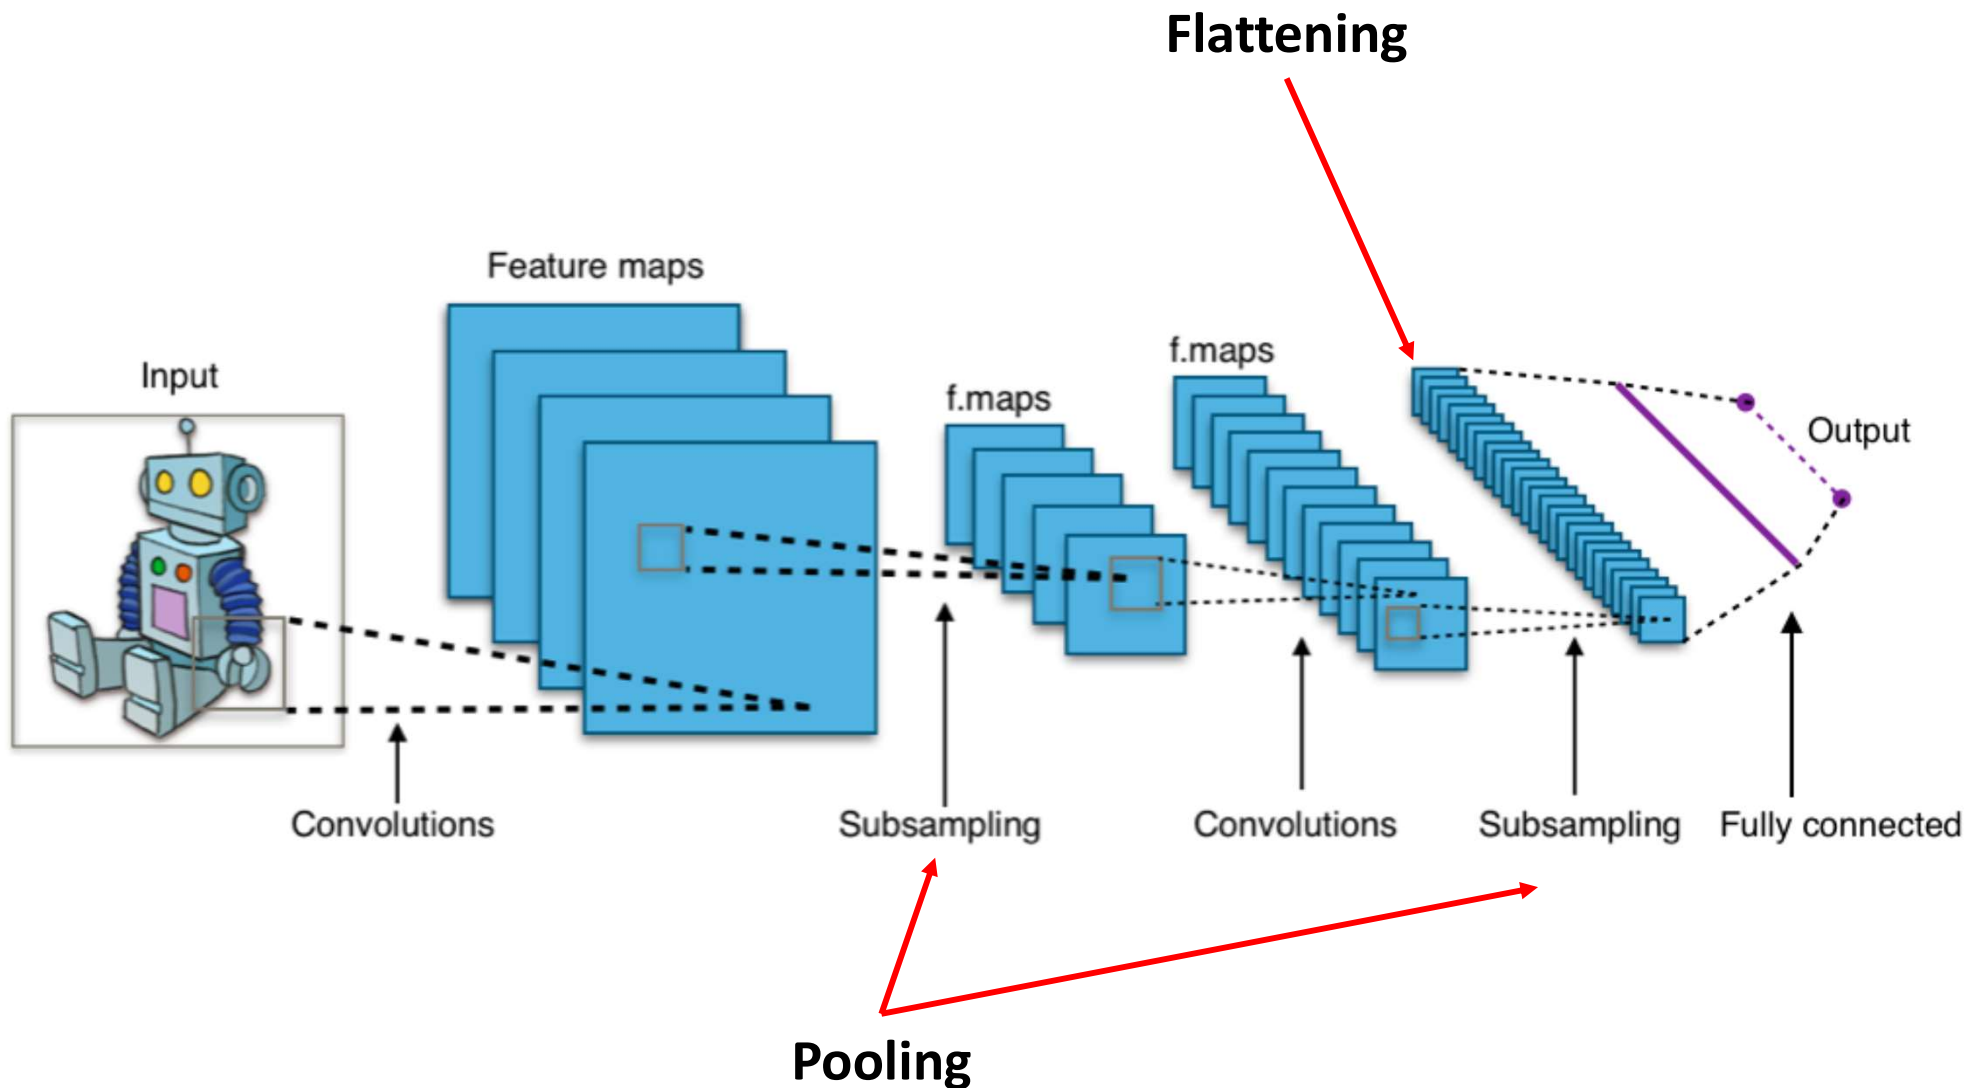 Flattening
Feature maps
f.maps
Input
f.maps
Output
Convolutions
Subsampling
Convolutions
Subsampling
Fully connected
Pooling